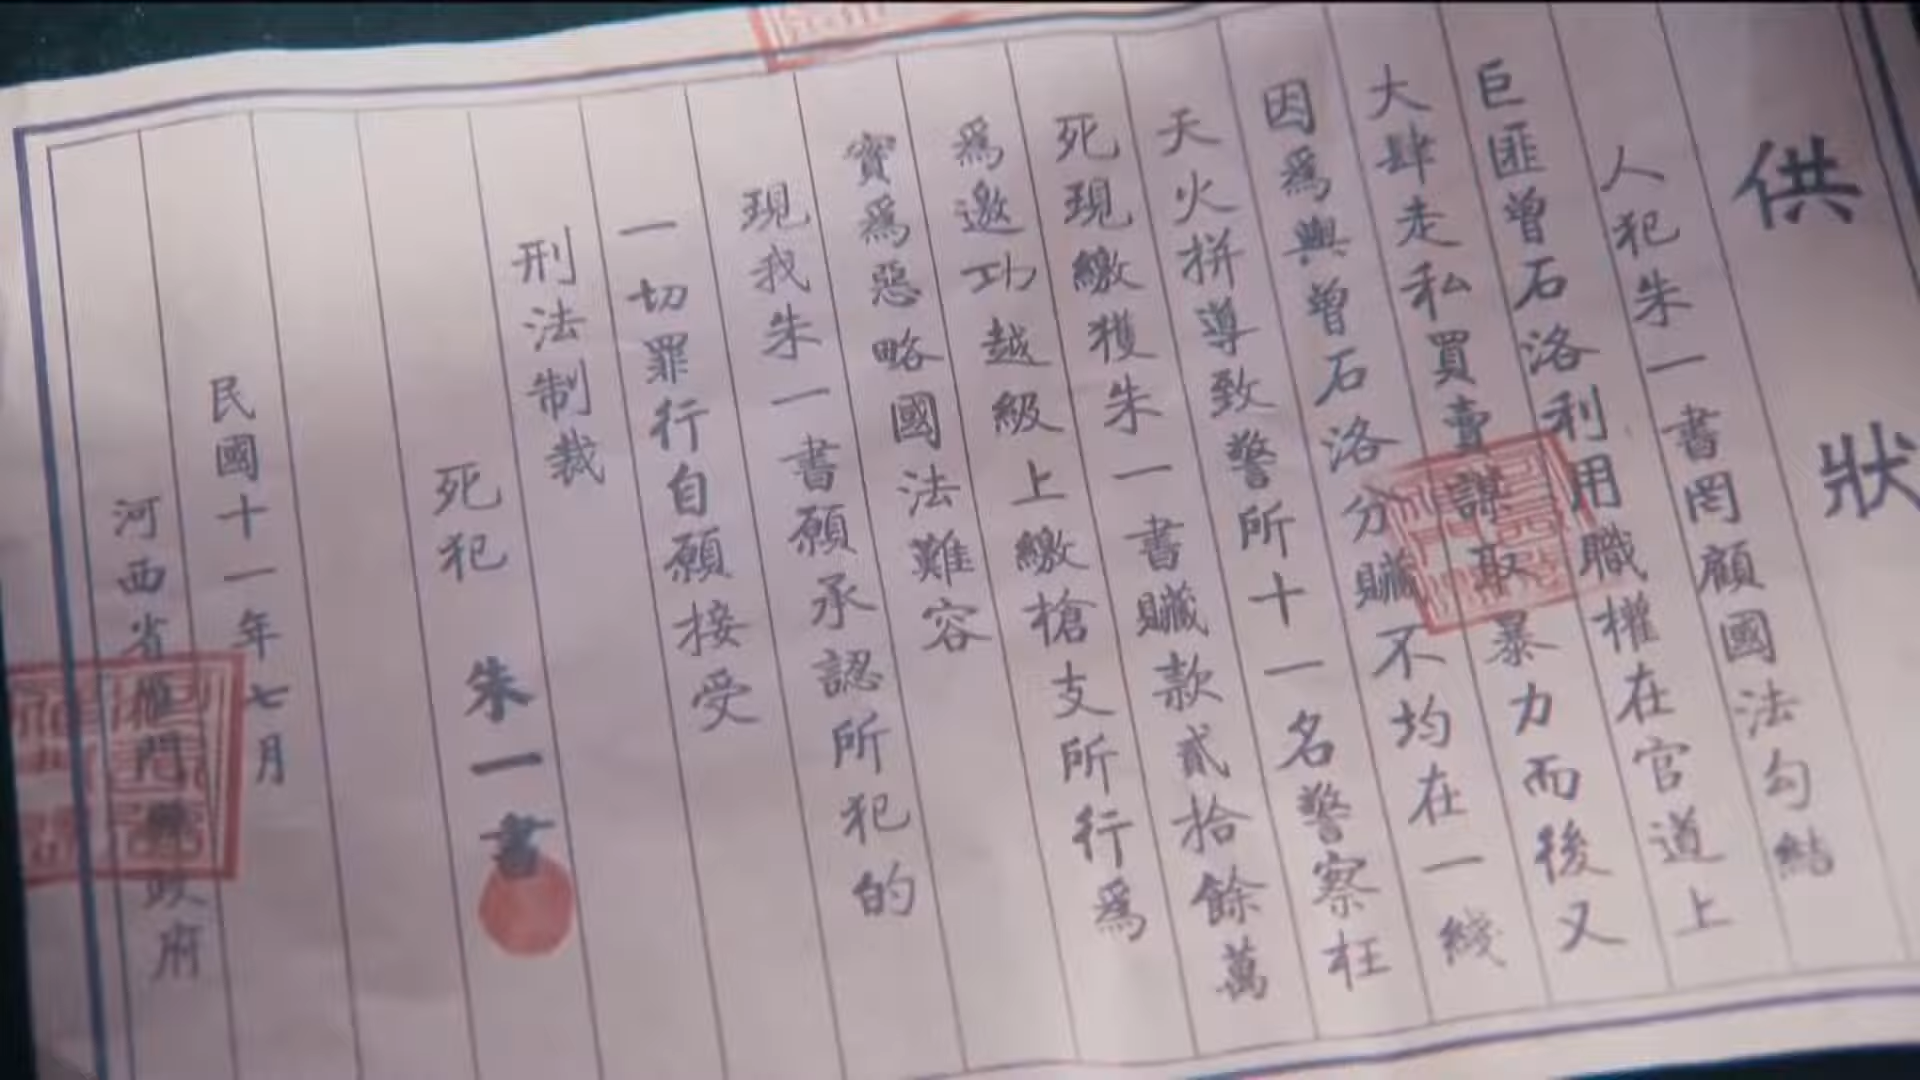 供狀
人犯朱一書罔顧國法勾結
巨匪曾石洛利用職權在官道上
大肆走私買賣謀取暴力而後又
因爲與曾石洛分贓不均在一綫
天火拼導致警所十一名警察枉
死現繳獲朱一書贓款貳拾餘萬
爲邀功越級上繳槍支所行爲
實爲惡略國法難容
現我朱一書願承認所犯的
一切罪行自願接受
刑法制裁
死犯 朱一書
民國十一年七月
河西省雁門縣政府